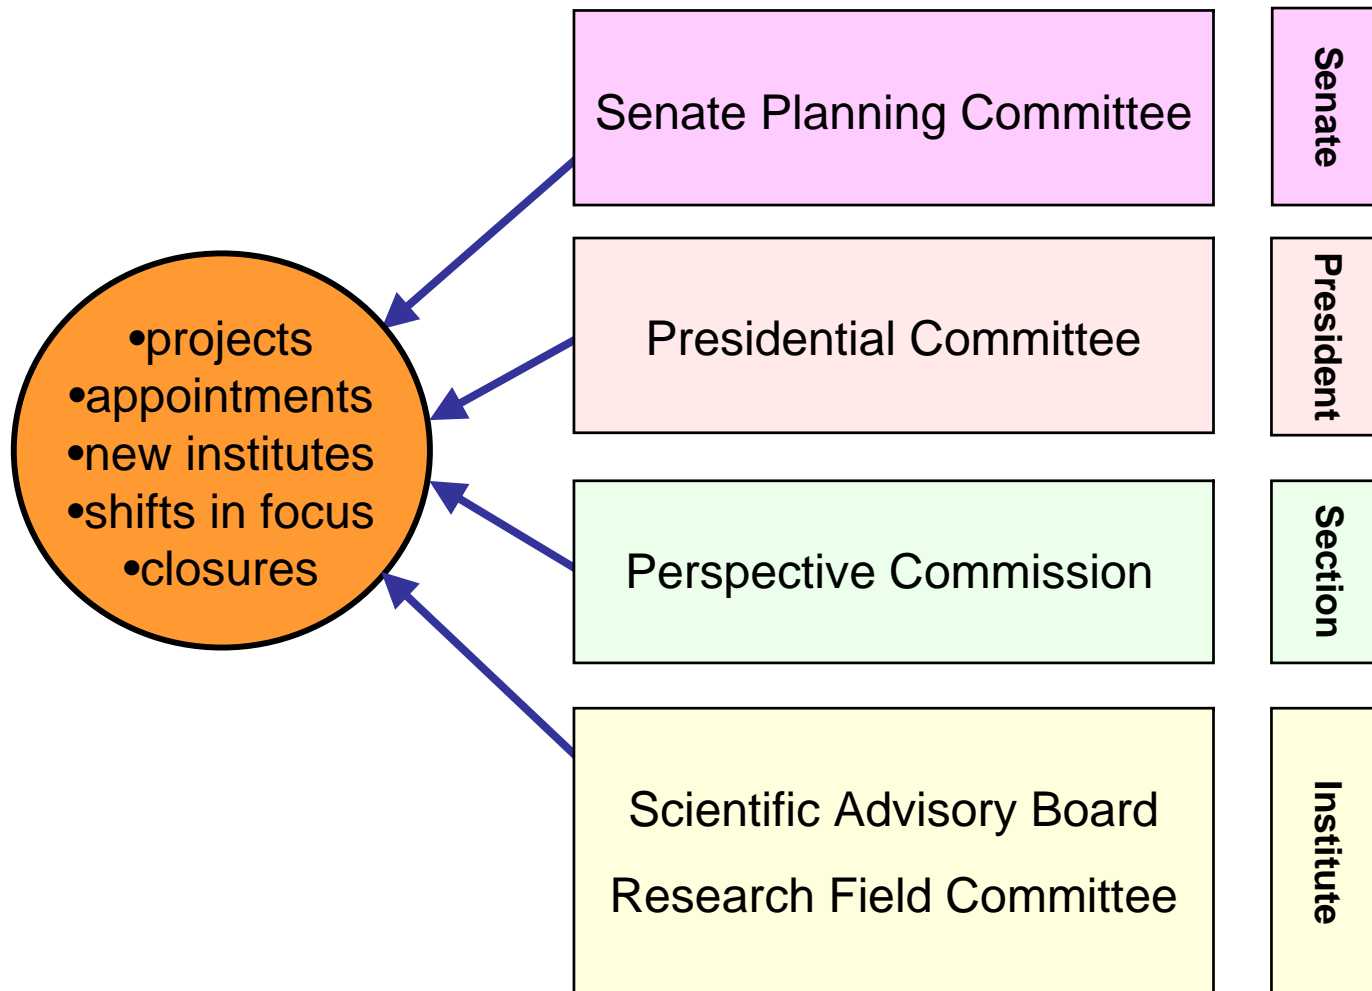 Senate Planning Committee
Senate
Presidential Committee
President
•projects
•appointments
•new institutes
•shifts in focus
•closures
Perspective Commission
Section
Scientific Advisory Board
Research Field Committee
Institute